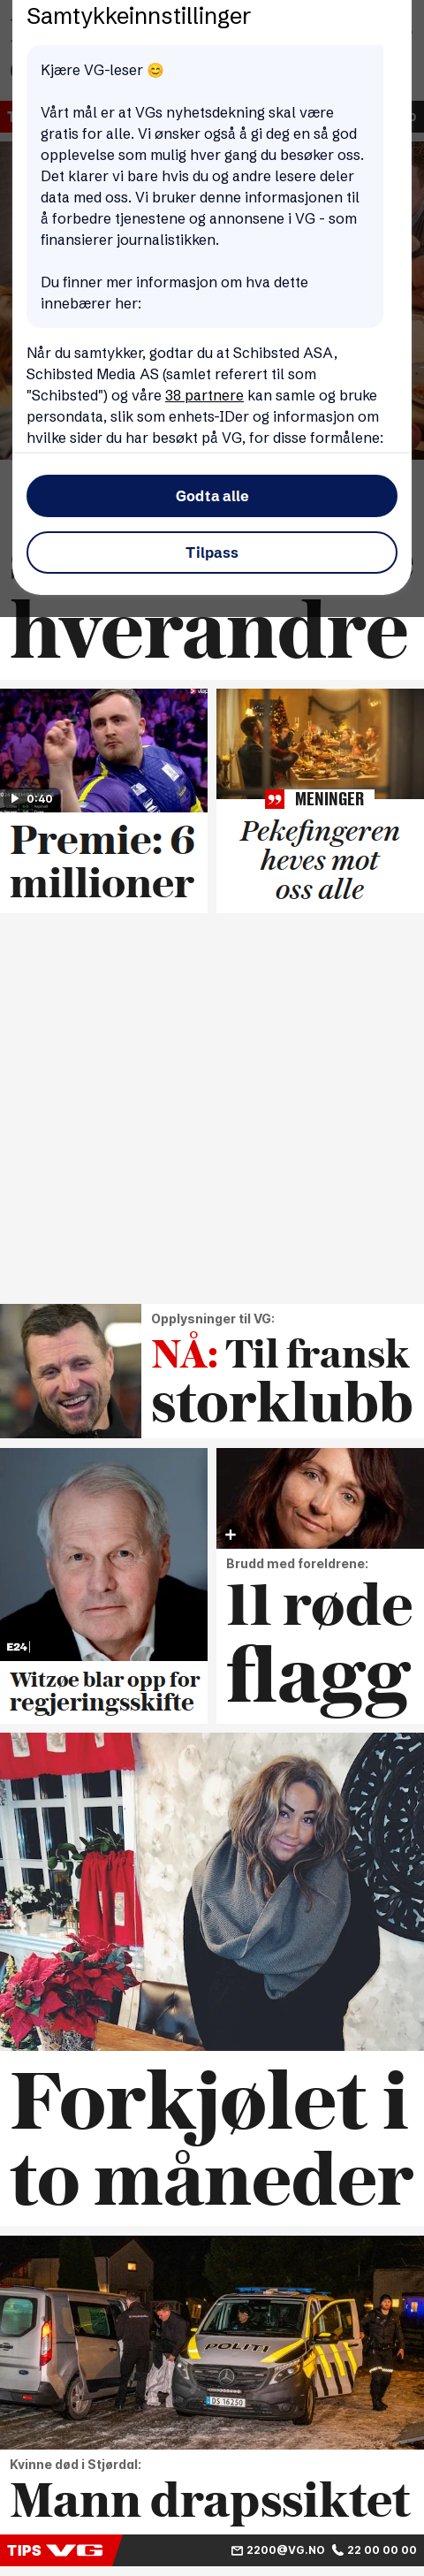 Samtykkeinnstillinger
Kjære VG-leser 😊
Vårt mål er at VGs nyhetsdekning skal være
gratis for alle. Vi ønsker også å gi deg en så god
opplevelse som mulig hver gang du besøker oss.
Det klarer vi bare hvis du og andre lesere deler
data med oss. Vi bruker denne informasjonen til
å forbedre tjenestene og annonsene i VG - som
finansierer journalistikken.
Du finner mer informasjon om hva dette
innebærer her:
Når du samtykker, godtar du at Schibsted ASA,
Schibsted Media AS (samlet referert til som
"Schibsted") og våre 38 partnere kan samle og bruke
persondata, slik som enhets-IDer og informasjon om
hvilke sider du har besøkt på VG, for disse formålene:
Godta alle
Tilpass
hverandre
0:40
Premie: 6
millioner
MENINGER
Pekefingeren
heves mot
oss alle
Opplysninger til VG:
NÅ: Til fransk
storklubb
E24
Witzøe blar opp for
regjeringsskifte
Brudd med foreldrene:
11 røde
flagg
Forkjølet i
to måneder
POLITI
Kvinne død i Stjørdal:
Mann drapssiktet
TIPS VG 2200@VG.NO 22 00 00 00